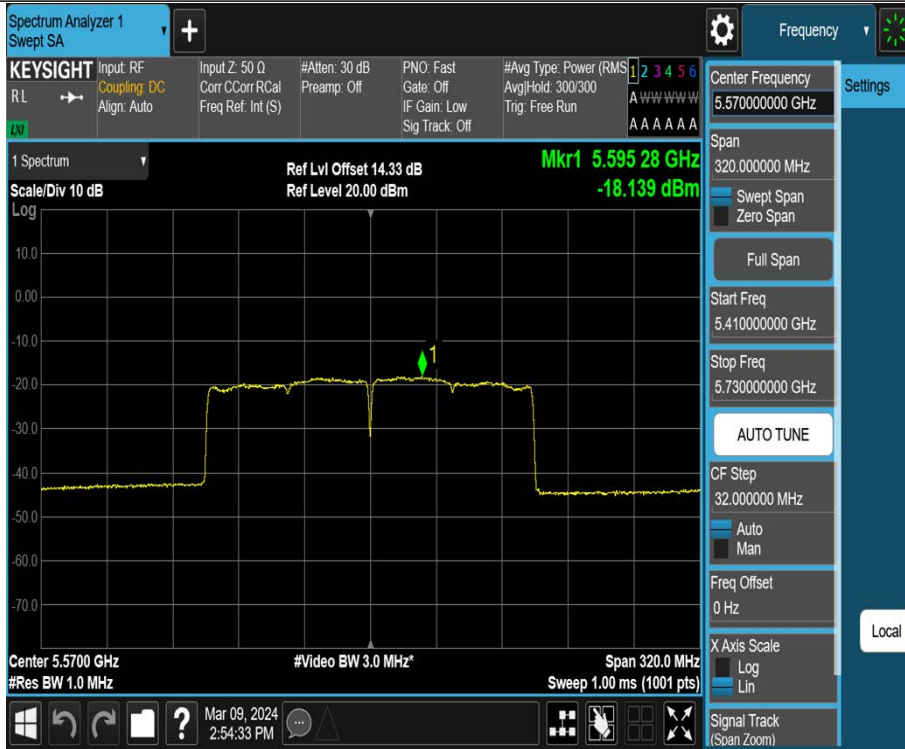 Spectrum Analyzer 1
Swept SA
+
Frequency
KEYSIGHT
RL
LXI
Input: RF
Coupling: DC
Align: Auto
Input Z: 50 Ω
Corr CCorr RCal
Freq Ref: Int (S)
#Atten: 30 dB
Preamp: Off
PNO: Fast
Gate: Off
IF Gain: Low
Sig Track: Off
#Avg Type: Power (RMS
Avg|Hold: 300/300
Trig: Free Run
1 2 3 4 5 6
A W W W W W
A A A A A A
1 Spectrum
Scale/Div 10 dB
Log
Ref Lvl Offset 14.33 dB
Ref Level 20.00 dBm
Mkr1 5.595 28 GHz
-18.139 dBm
10.0
0.00
-10.0
1
-20.0
-30.0
-40.0
-50.0
-60.0
-70.0
Center 5.5700 GHz
#Res BW 1.0 MHz
#Video BW 3.0 MHz*
Span 320.0 MHz
Sweep 1.00 ms (1001 pts)
?
Mar 09, 2024
2:54:33 PM
Center Frequency
5.570000000 GHz
Span
320.000000 MHz
Swept Span
Zero Span
Full Span
Start Freq
5.410000000 GHz
Stop Freq
5.730000000 GHz
AUTO TUNE
CF Step
32.000000 MHz
Auto
Man
Freq Offset
0 Hz
X Axis Scale
Log
Lin
Signal Track
(Span Zoom)
Settings
Local